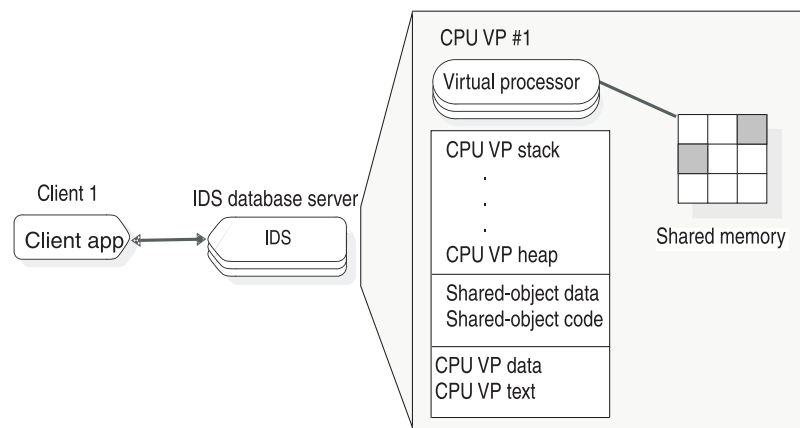 CPU VP #1
Virtual processor
CPU VP stack
.
.
.
CPU VP heap
Shared-object data
Shared-object code
CPU VP data
CPU VP text
Shared memory
Client 1
Client app
IDS database server
IDS